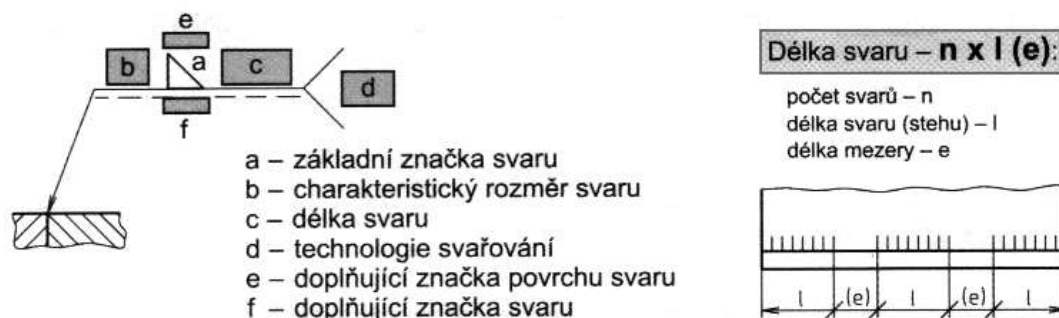 e
b
a
c
d
f
a – základní značka svaru
b – charakteristický rozměr svaru
c – délka svaru
d – technologie svařování
e – doplňující značka povrchu svaru
f – doplňující značka svaru
Délka svaru – n x l (e):
počet svarů – n
délka svaru (stehu) – l
délka mezery – e
l (e) l (e) l